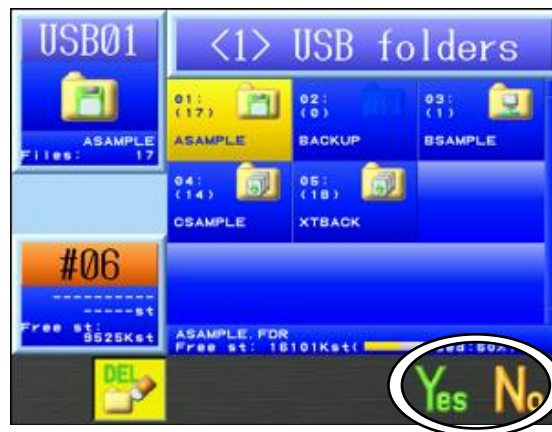 USB01
<1> USB folders
ASAMPLE
Files: 17
01:
(17)
ASAMPLE
02:
(0)
BACKUP
03:
(1)
BSAMPLE
04:
(14)
CSAMPLE
05:
(18)
XTBACK
#06
----------
-----st
Free st:
9525Kst
ASAMPLE.FDR
Free st: 16101Kst(
DEL
Yes No